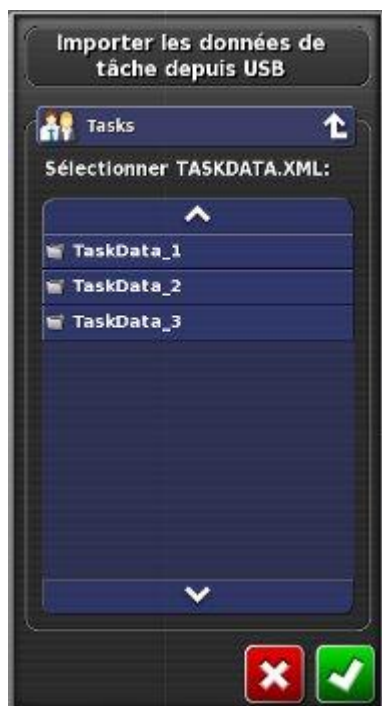 Importer les données de
tâche depuis USB
Tasks
Sélectionner TASKDATA.XML:
TaskData_1
TaskData_2
TaskData_3